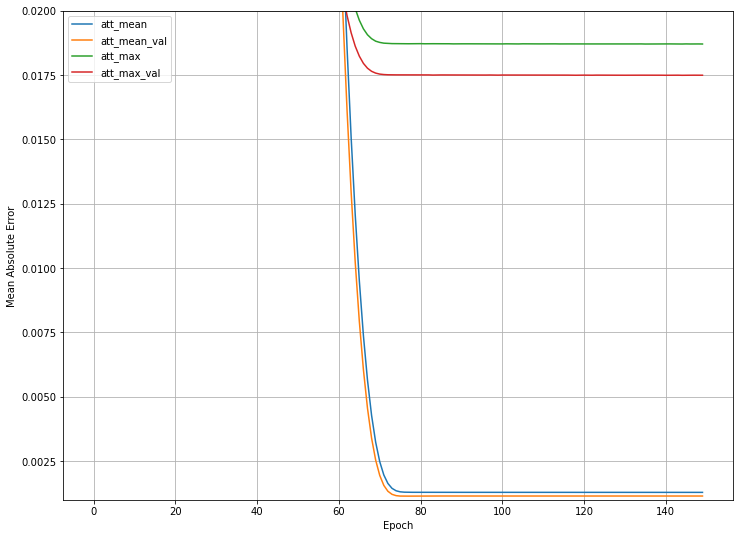 att_mean
att_mean_val
att_max
att_max_val
0.0200
0.0175
0.0150
0.0125
0.0100
0.0075
0.0050
0.0025
Mean Absolute Error
0 20 40 60 80 100 120 140
Epoch